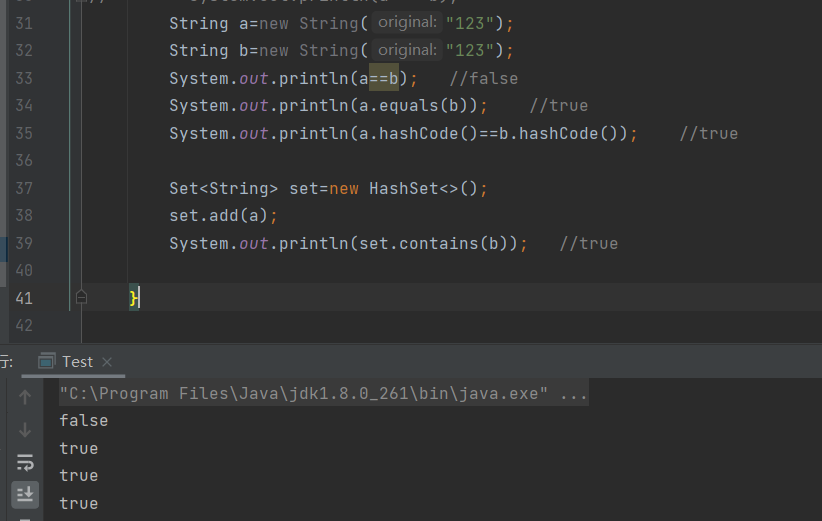 31 String a=new String( original: "123");
32 String b=new String( original: "123");
33 System.out.println(a==b); //false
34 System.out.println(a.equals(b)); //true
35 System.out.println(a.hashCode()==b.hashCode()); //true
36
37 Set<String> set=new HashSet<>();
38 set.add(a);
39 System.out.println(set.contains(b)); //true
40
41 }
42
行: Test
"C:\Program Files\Java\jdk1.8.0_261\bin\java.exe" ...
false
true
true
true